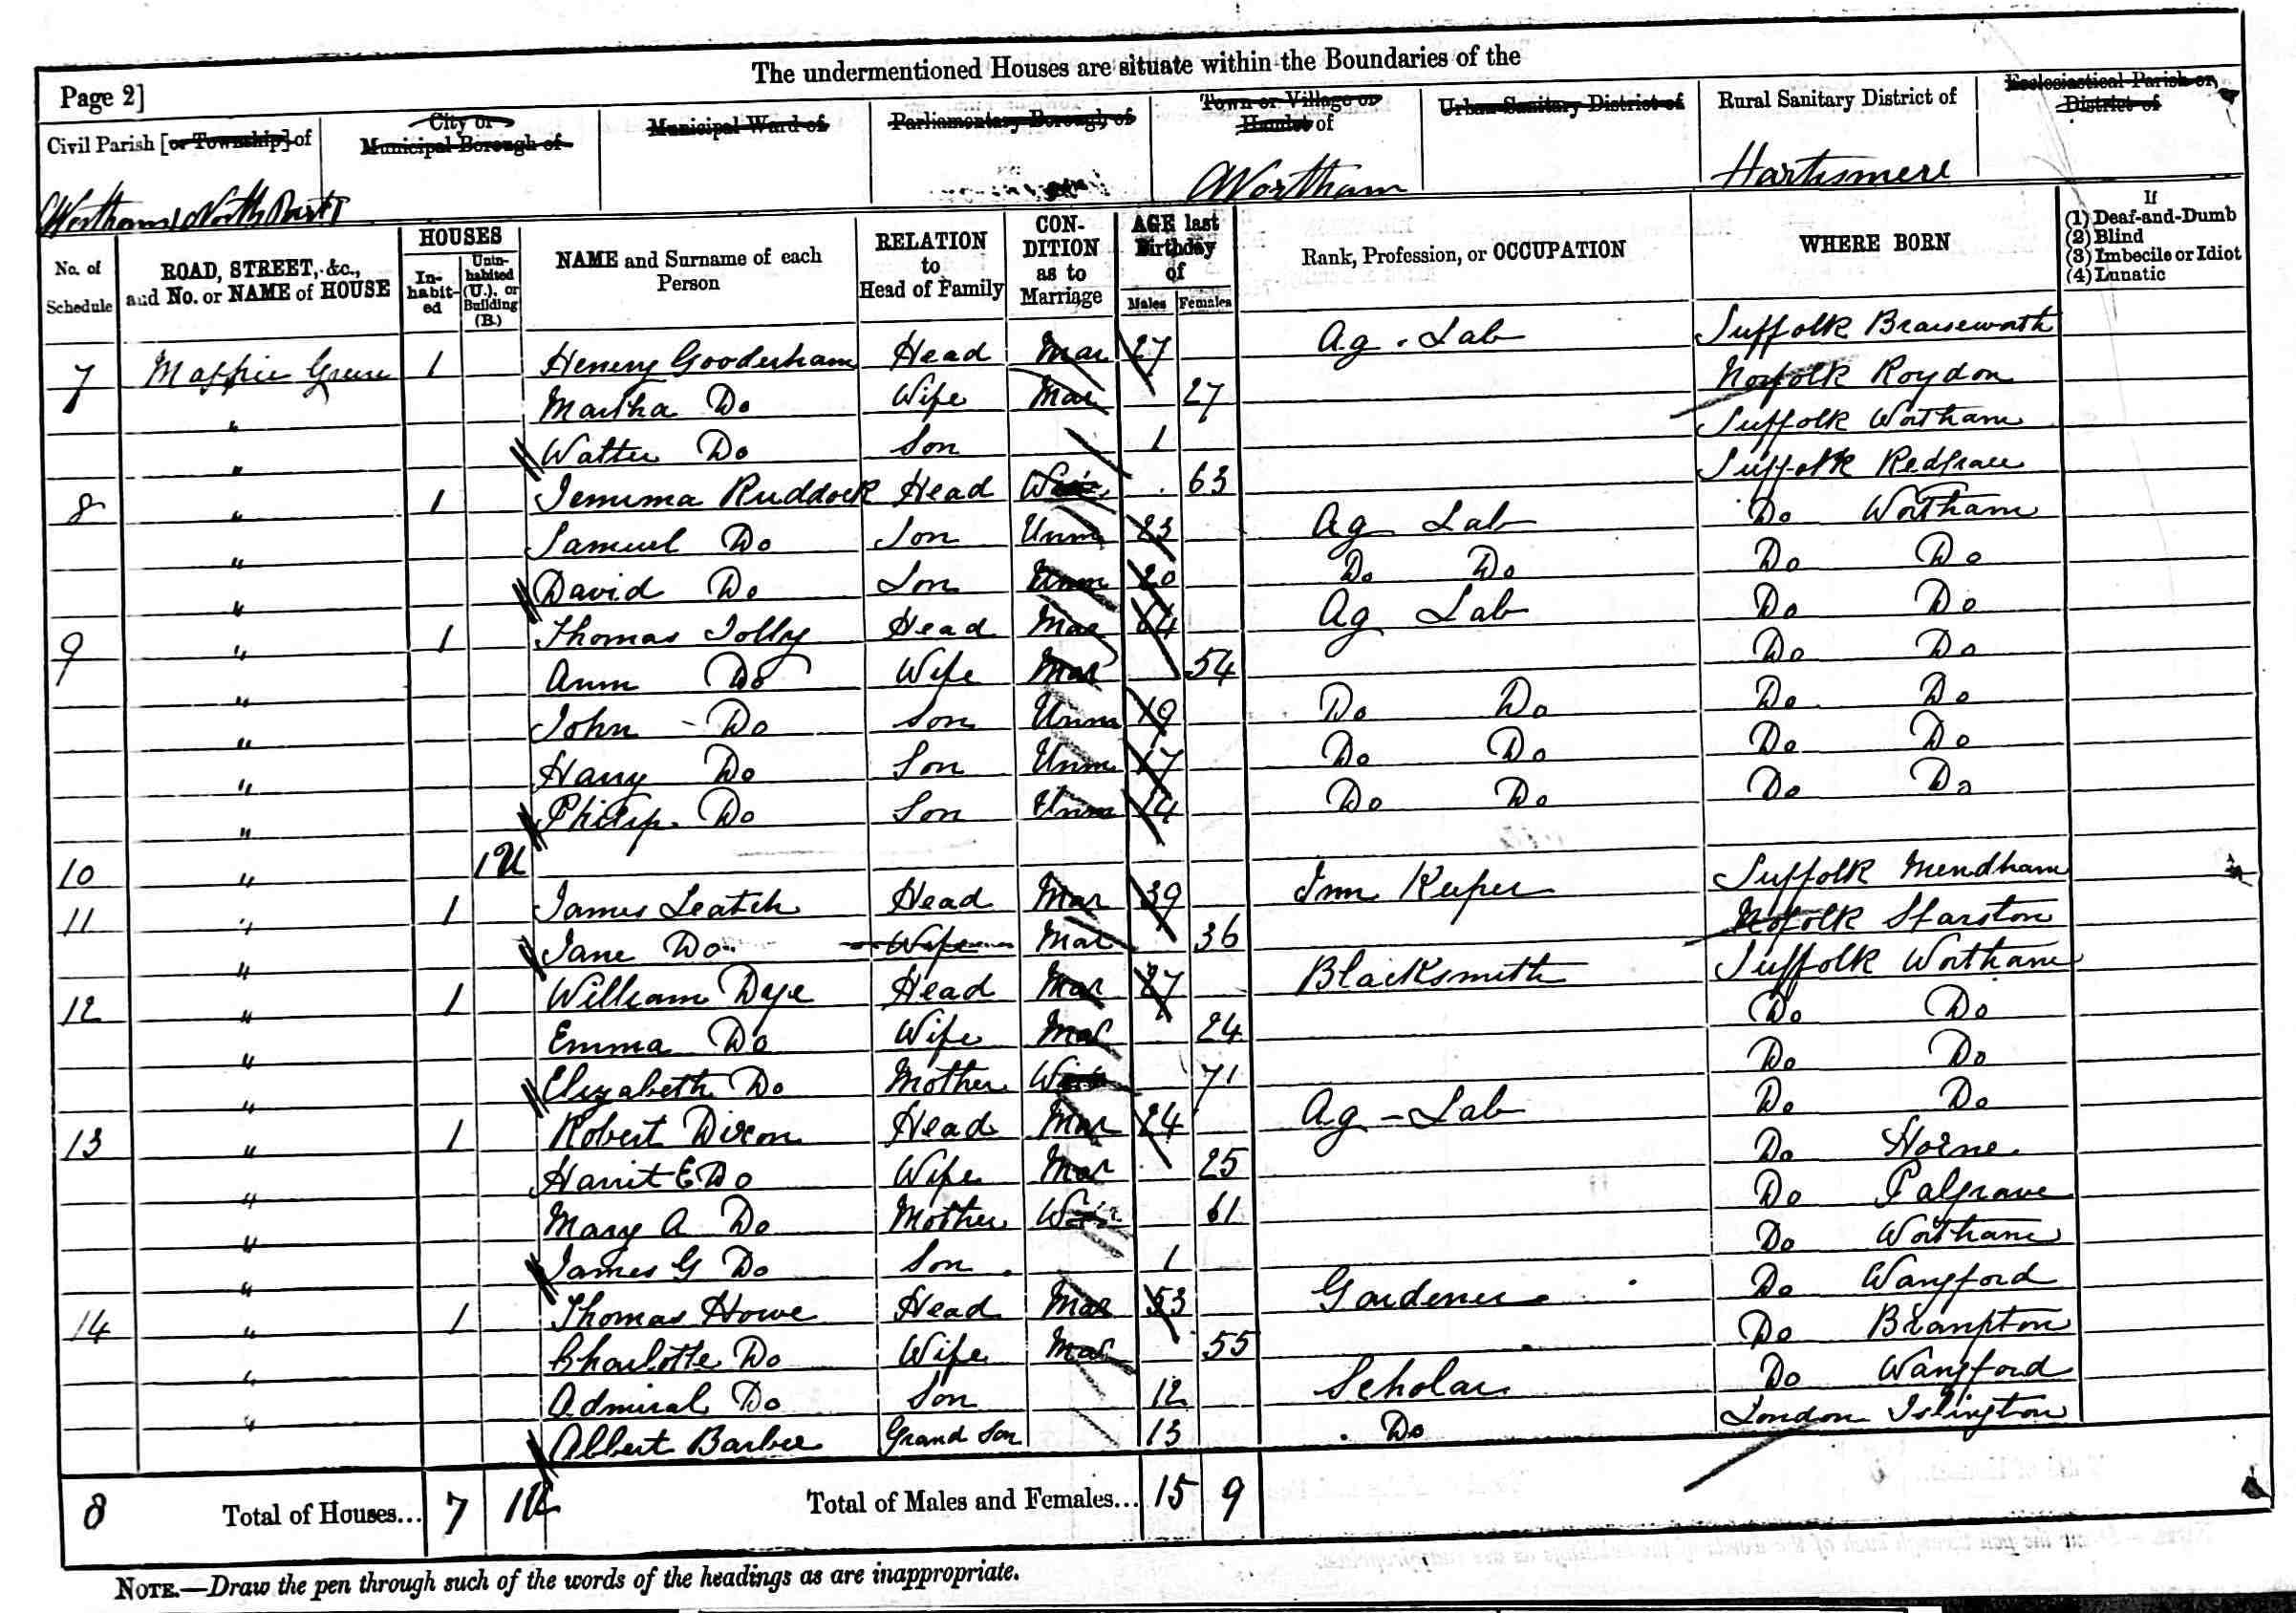 The undermentioned Houses are situate within the Boundaries of the
Page 2]
Civil Parish [or Township] of City or Municipal Borough of Municipal Ward of Parliamentary Borough of Town or Village or Hamlet of Urban Sanitary District of Rural Sanitary District of Ecclesiastical Parish or District of
Wortham North Part Wortham Hartismere
No. of Schedule ROAD, STREET, &c., and No. or NAME of HOUSE HOUSES Inhabited Uninhabited (U.), or Building (B.) NAME and Surname of each Person RELATION to Head of Family CONDITION as to Marriage AGE last Birthday of Males Females Rank, Profession, or OCCUPATION WHERE BORN If (1) Deaf-and-Dumb (2) Blind (3) Imbecile or Idiot (4) Lunatic
7 Magpie Green 1 Henery Gooderham Head Mar 27 Ag. Lab Suffolk Braiseworth
" Martha Do Wife Mar 27 Norfolk Roydon
" Walter Do Son 1 Suffolk Wortham
8 " 1 Jemima Ruddock Head Wid 63 Suffolk Redgrave
" Samuel Do Son Unm 23 Ag Lab Do Wortham
" David Do Son Unm 20 Do Do Do Do
9 " 1 Thomas Jolly Head Mar 64 Ag Lab Do Do
" Ann Do Wife Mar 54 Do Do
" John - Do Son Unm 19 Do Do Do Do
" Harry Do Son Unm 17 Do Do Do Do
" Philip Do Son Unm 14 Do Do Do Do
10 " 1U
11 " 1 James Leatch Head Mar 39 Inn Keeper Suffolk Mendham
" Jane Do Wife Mar 36 Norfolk Starston
12 " 1 William Dye Head Mar 27 Blacksmith Suffolk Wortham
" Emma Do Wife Mar 24 Do Do
" Elizabeth Do Mother Wid 71 Do Do
13 " 1 Robert Dixon Head Mar 24 Ag - Lab Do Do
" Harrit E Do Wife Mar 25 Do Horne
" Mary A Do Mother Wid 61 Do Palgrave
" James G Do Son 1 Do Wortham
14 " 1 Thomas Howe Head Mar 53 Gardener Do Wangford
" Charlotte Do Wife Mar 55 Do Brampton
" Admiral Do Son 12 Scholar Do Wangford
" Albert Barber Grand Son 13 Do London Islington
8 Total of Houses... 7 1U Total of Males and Females... 15 9
NOTE.—Draw the pen through such of the words of the headings as are inappropriate.